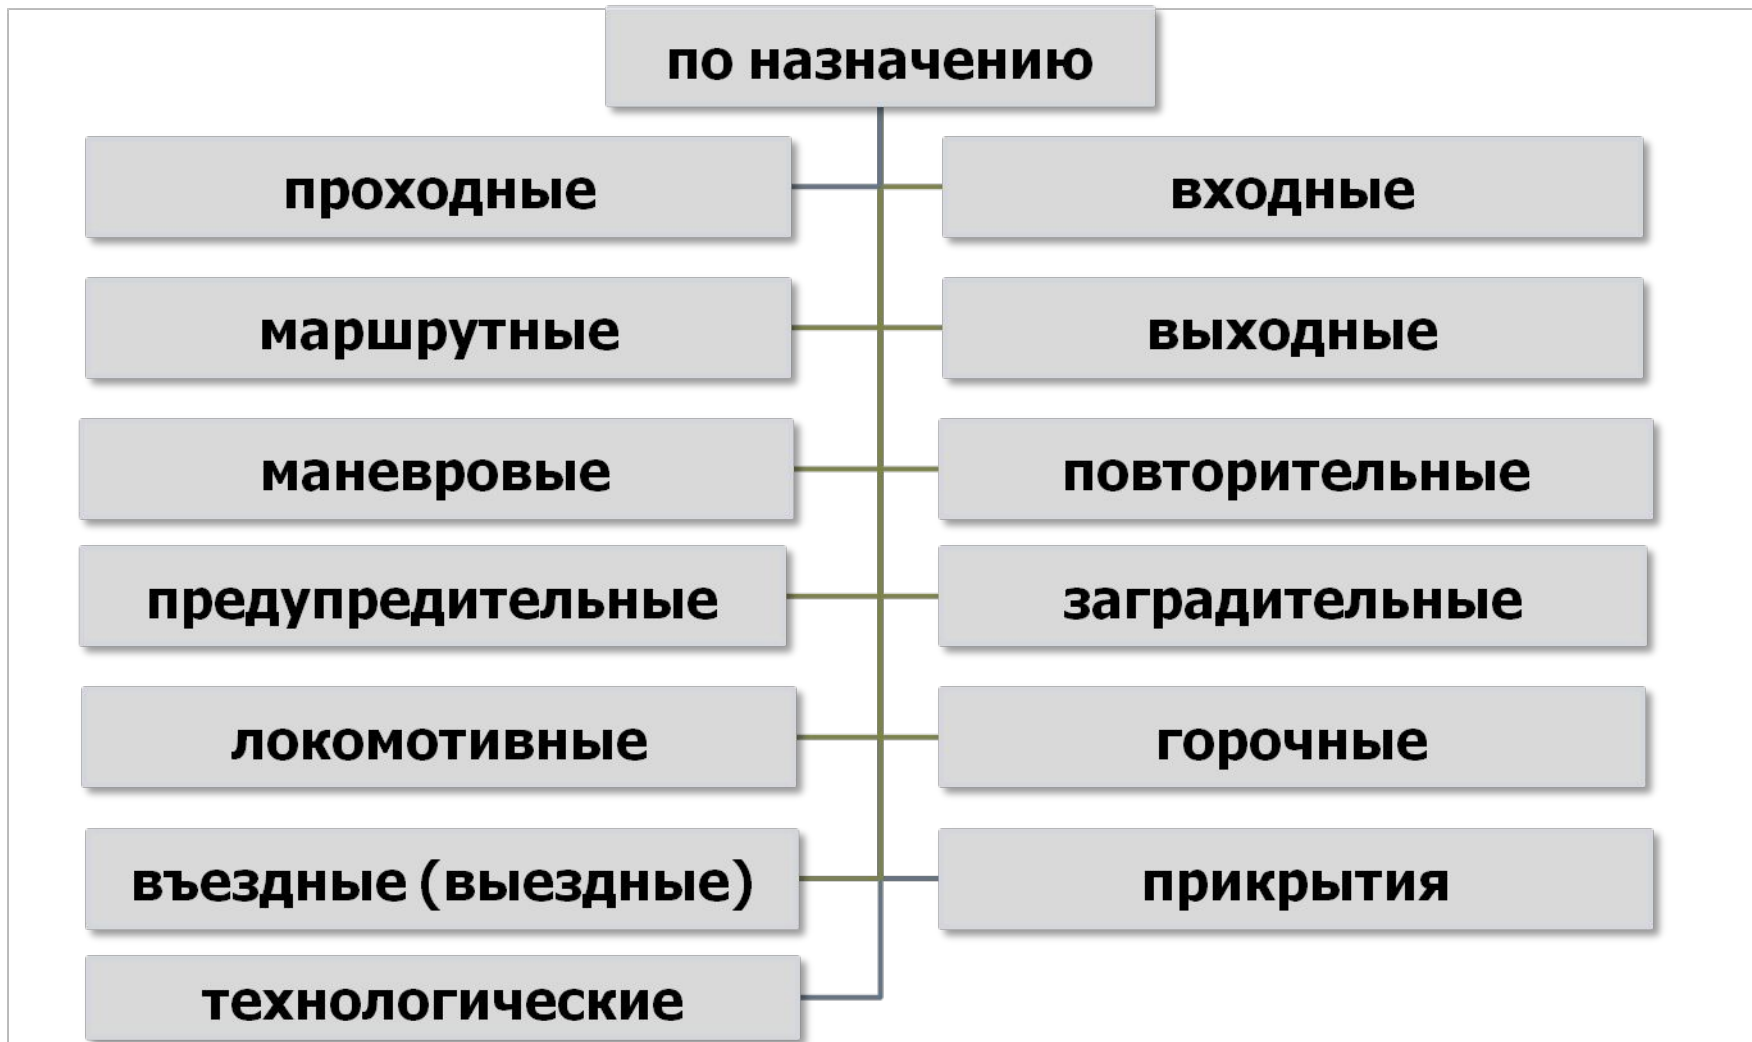 по назначению
проходные
входные
маршрутные
выходные
маневровые
повторительные
предупредительные
заградительные
локомотивные
горочные
въездные (выездные)
прикрытия
технологические